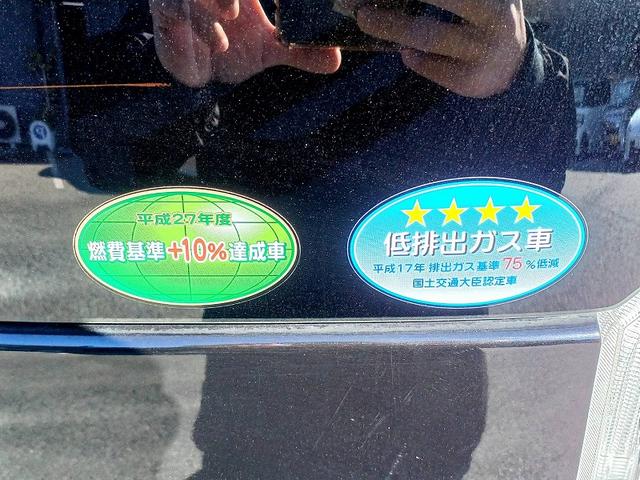 平成27年度
燃費基準+10%達成車
★★★★
低排出ガス車
平成17年 排出ガス基準 75 %低減
国土交通大臣認定車